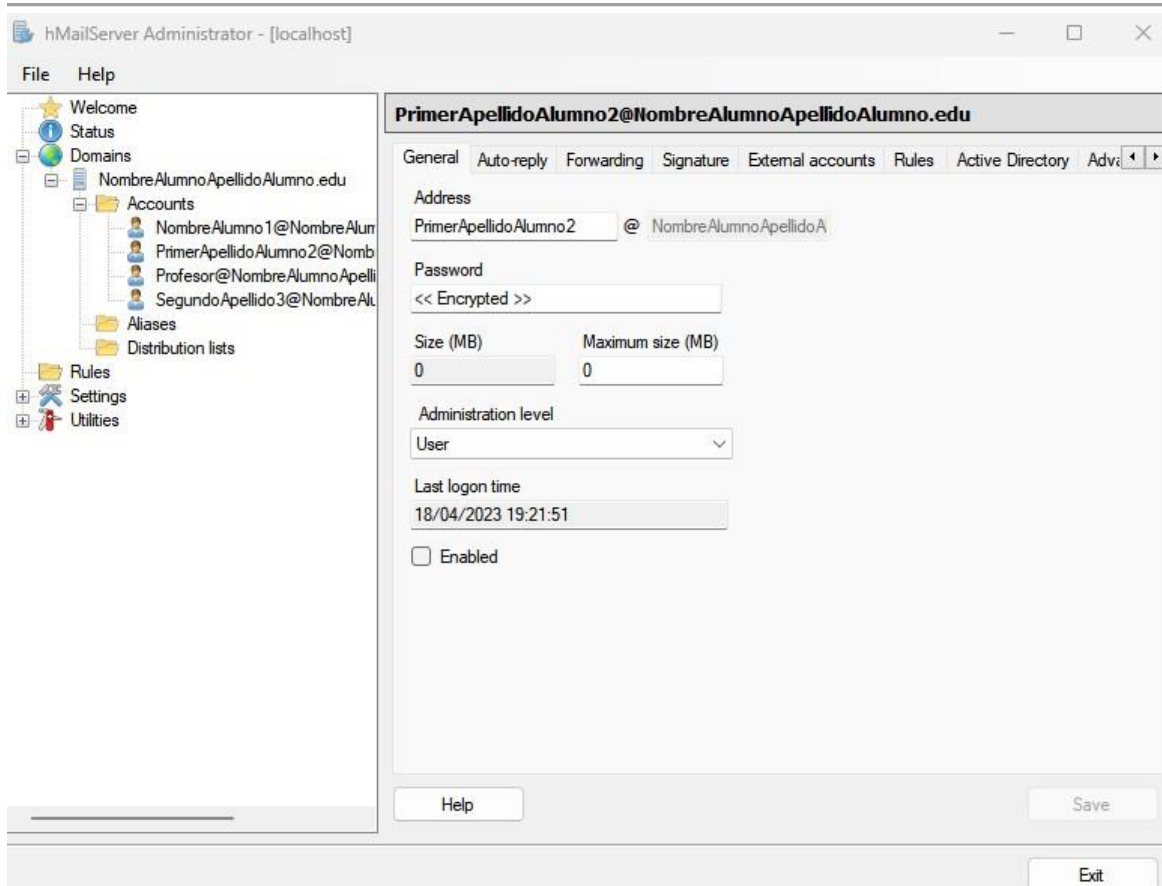 hMailServer Administrator - [localhost]
File Help
Welcome
Status
Domains
NombreAlumnoApellidoAlumno.edu
Accounts
NombreAlumno1@NombreAlum
PrimerApellidoAlumno2@Nomb
Profesor@NombreAlumnoApelli
SegundoApellido3@NombreAlu
Aliases
Distribution lists
Rules
Settings
Utilities
PrimerApellidoAlumno2@NombreAlumnoApellidoAlumno.edu
General Auto-reply Forwarding Signature External accounts Rules Active Directory Adva
Address
PrimerApellidoAlumno2 @ NombreAlumnoApellidoA
Password
<< Encrypted >>
Size (MB) Maximum size (MB)
0 0
Administration level
User
Last logon time
18/04/2023 19:21:51
Enabled
Help Save
Exit